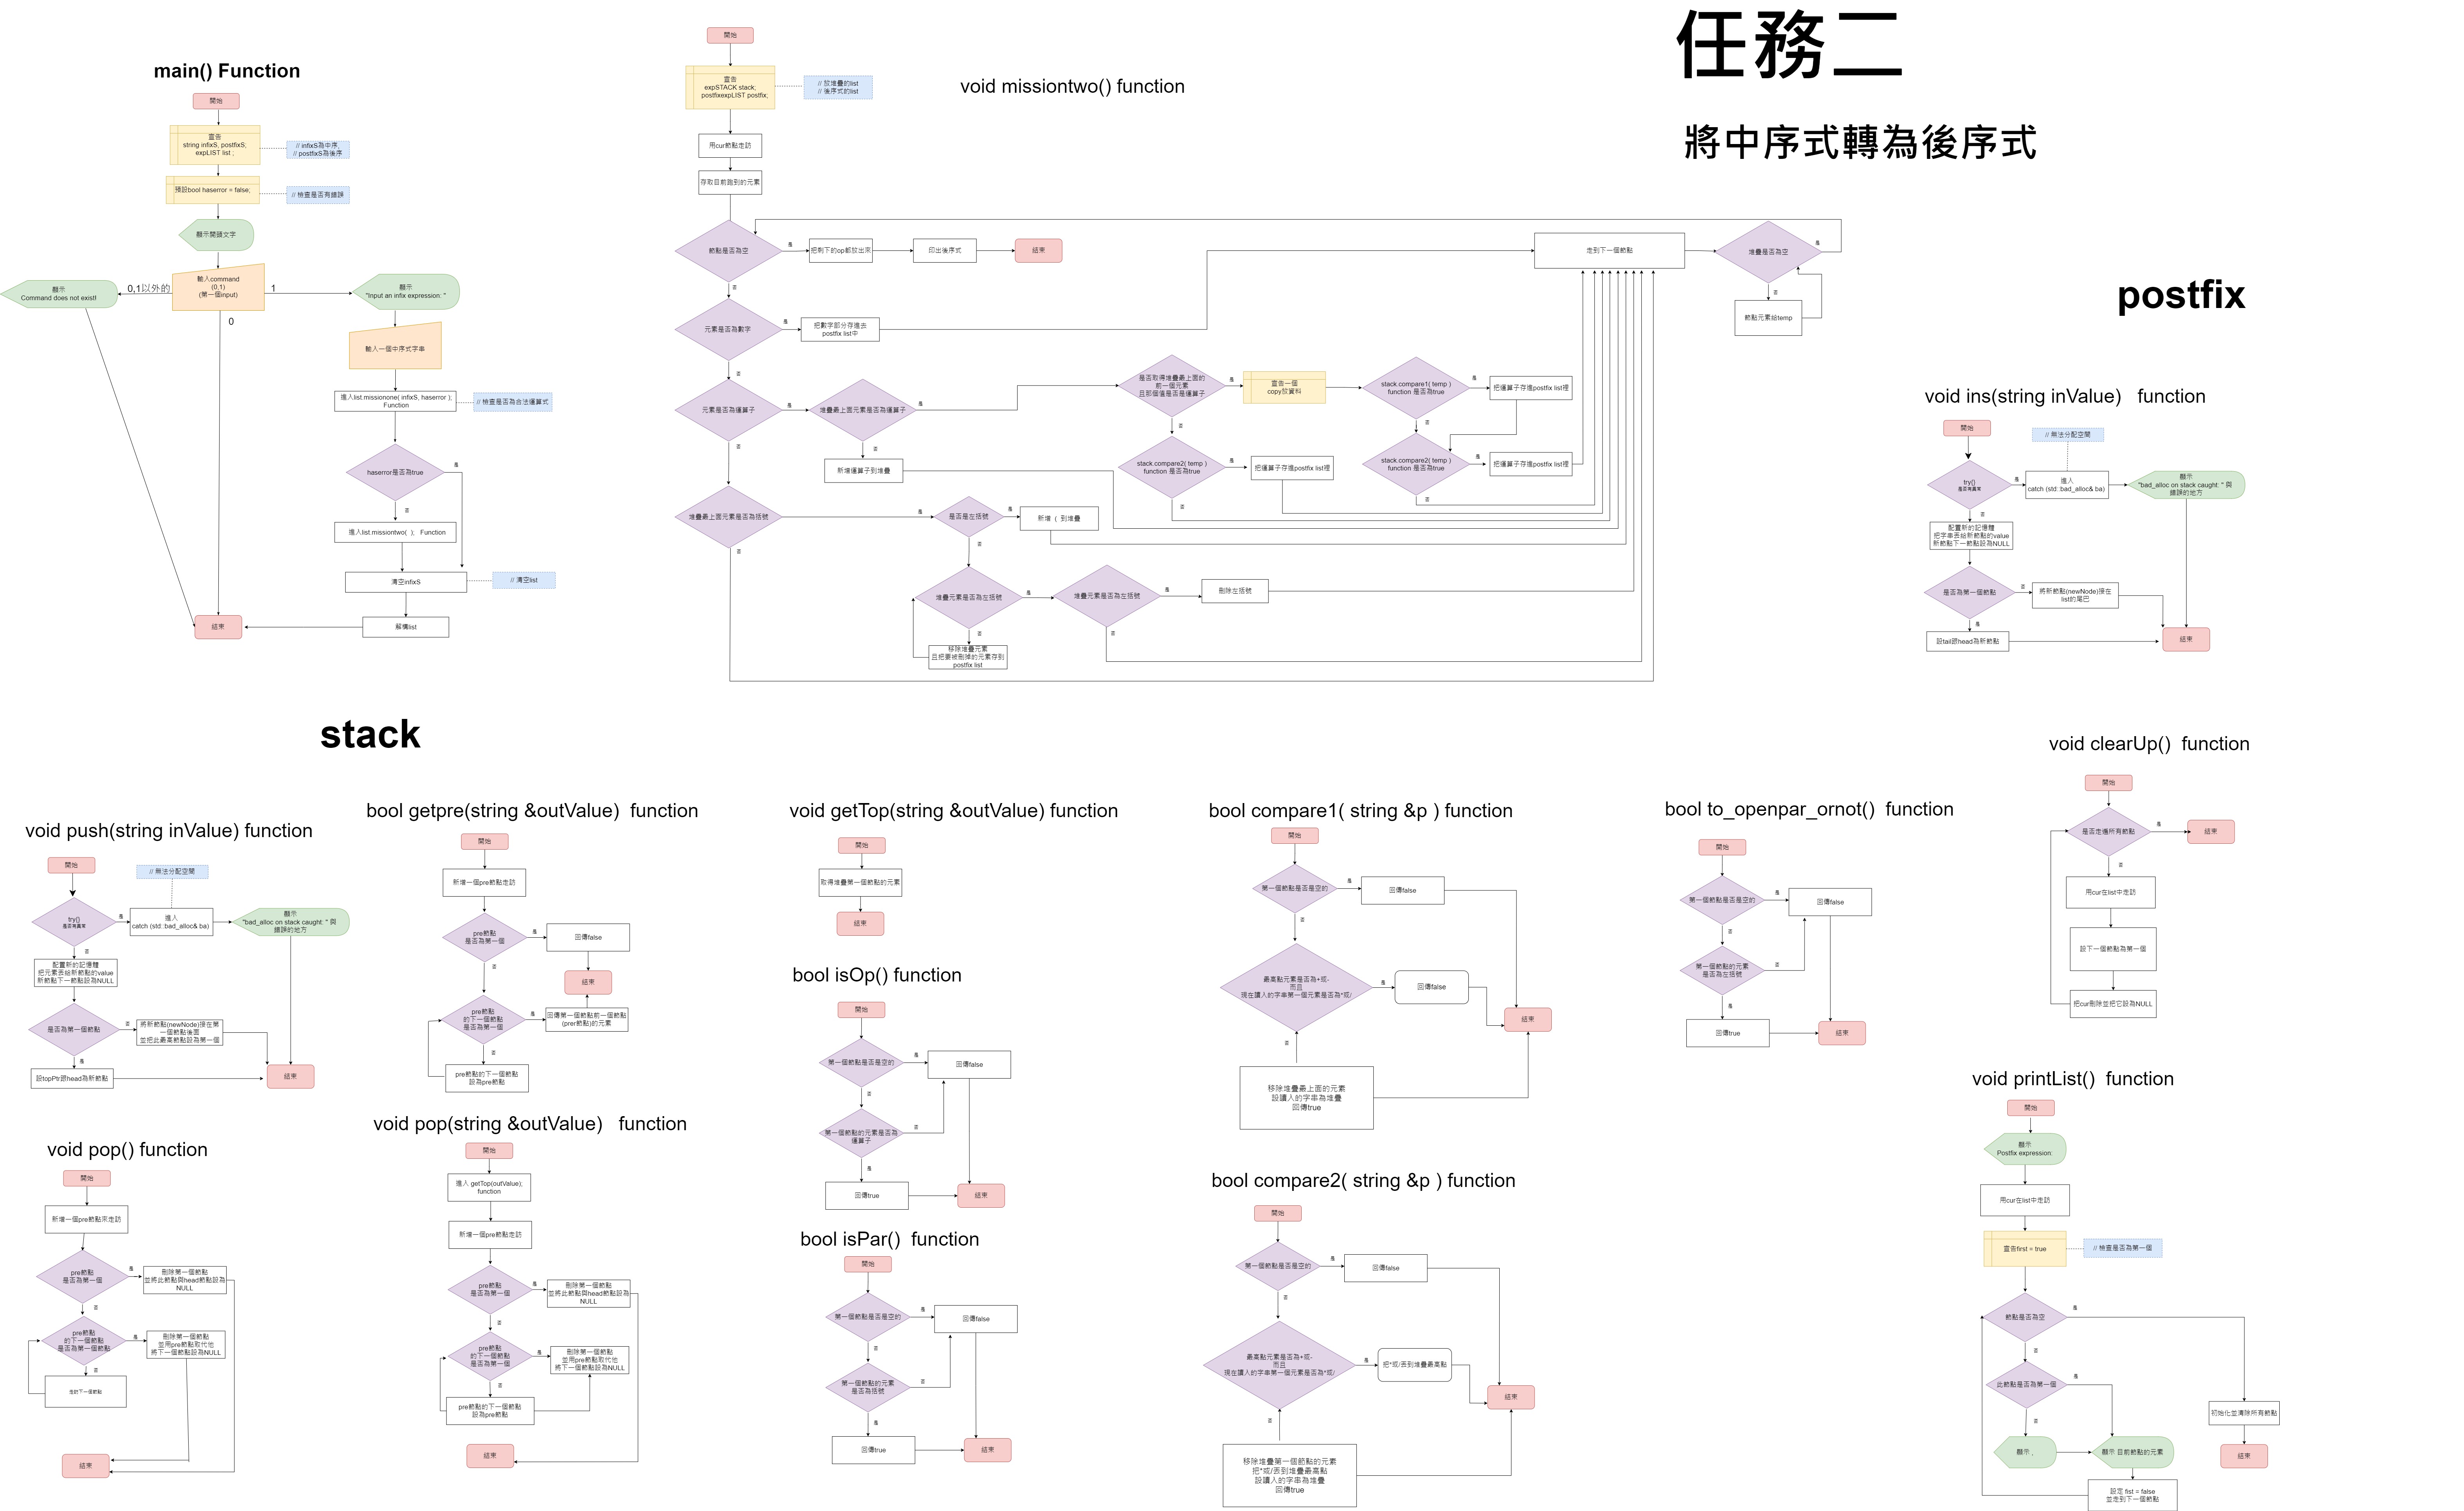 任務二
將中序式轉為後序式
main() Function
開始
宣告
string infixS, postfixS;
expLIST list ;
// infixS為中序,
// postfixS為後序
預設bool haserror = false;
// 檢查是否有錯誤
顯示開頭文字
輸入command
(0,1)
(第一個input)
0,1以外的
顯示
Command does not exist!
0
1
顯示
"Input an infix expression: "
輸入一個中序式字串
進入list.missionone( infixS, haserror );
Function
// 檢查是否為合法運算式
haserror是否為true
是
否
進入list.missiontwo( ); Function
清空infixS
// 清空list
解構list
結束
void missiontwo() function
開始
宣告
expSTACK stack;
postfixexpLIST postfix;
// 放堆疊的list
// 後序式的list
用cur節點走訪
存取目前跑到的元素
節點是否為空
是
把剩下的op都放出來
印出後序式
結束
否
元素是否為數字
是
把數字部分存進去
postfix list中
否
元素是否為運算子
是
堆疊最上面元素是否為運算子
是
否
新增運算子到堆疊
是否取得堆疊最上面的
前一個元素
且那個值是否是運算子
是
宣告一個
copy放資料
stack.compare1( temp )
function 是否為true
是
把運算子存進postfix list裡
否
stack.compare2( temp )
function 是否為true
是
把運算子存進postfix list裡
否
否
stack.compare2( temp )
function 是否為true
是
把運算子存進postfix list裡
否
否
堆疊最上面元素是否為括號
是
是否是左括號
是
新增 ( 到堆疊
否
堆疊元素是否為左括號
是
堆疊元素是否為左括號
是
刪除左括號
否
否
移除堆疊元素
且把要被刪掉的元素存到
postfix list
否
走到下一個節點
堆疊是否為空
是
否
節點元素給temp
postfix
void ins(string inValue) function
開始
// 無法分配空間
try{}
是否有異常
是
進入
catch (std::bad_alloc& ba)
顯示
"bad_alloc on stack caught: " 與
錯誤的地方
否
配置新的記憶體
把字串丟給新節點的value
新節點下一節點設為NULL
是否為第一個節點
否
將新節點(newNode)接在
list的尾巴
是
設tail跟head為新節點
結束
stack
void push(string inValue) function
開始
// 無法分配空間
try{}
是否有異常
是
進入
catch (std::bad_alloc& ba)
顯示
"bad_alloc on stack caught: " 與
錯誤的地方
否
配置新的記憶體
把元素丟給新節點的value
新節點下一節點設為NULL
是否為第一個節點
否
將新節點(newNode)接在第
一個節點後面
並把此最高節點設為第一個
是
設topPtr跟head為新節點
結束
bool getpre(string &outValue) function
開始
新增一個pre節點走訪
pre節點
是否為第一個
是
回傳false
否
結束
pre節點
的下一個節點
是否為第一個
是
回傳第一個節點前一個節點
(prer節點)的元素
否
pre節點的下一個節點
設為pre節點
void getTop(string &outValue) function
開始
取得堆疊第一個節點的元素
結束
bool isOp() function
開始
第一個節點是否是空的
是
回傳false
否
第一個節點的元素是否為
運算子
否
是
回傳true
結束
bool isPar() function
開始
第一個節點是否是空的
是
回傳false
否
第一個節點的元素
是否為括號
否
是
回傳true
結束
bool compare1( string &p ) function
開始
第一個節點是否是空的
是
回傳false
否
最高點元素是否為+或-
而且
現在讀入的字串第一個元素是否為*或/
是
回傳false
否
移除堆疊最上面的元素
設讀入的字串為堆疊
回傳true
結束
bool compare2( string &p ) function
開始
第一個節點是否是空的
是
回傳false
否
最高點元素是否為+或-
而且
現在讀入的字串第一個元素是否為*或/
是
把*或/丟到堆疊最高點
否
移除堆疊第一個節點的元素
把*或/丟到堆疊最高點
設讀入的字串為堆疊
回傳true
結束
bool to_openpar_ornot() function
開始
第一個節點是否是空的
是
回傳false
否
第一個節點的元素
是否為左括號
否
是
回傳true
結束
void clearUp() function
開始
是否走遍所有節點
是
結束
否
用cur在list中走訪
設下一個節點為第一個
把cur刪除並把它設為NULL
void printList() function
開始
顯示
Postfix expression:
用cur在list中走訪
宣告first = true
// 檢查是否為第一個
節點是否為空
是
否
此節點是否為第一個
是
否
顯示 ,
顯示 目前節點的元素
設定 fist = false
並走到下一個節點
初始化並清除所有節點
結束
void pop() function
開始
新增一個pre節點來走訪
pre節點
是否為第一個
是
刪除第一個節點
並將此節點與head節點設為
NULL
否
pre節點
的下一個節點
是否為第一個節點
是
刪除第一個節點
並用pre節點取代他
將下一個節點設為NULL
否
走訪下一個節點
結束
void pop(string &outValue) function
開始
進入 getTop(outValue);
function
新增一個pre節點走訪
pre節點
是否為第一個
是
刪除第一個節點
並將此節點與head節點設為
NULL
否
pre節點
的下一個節點
是否為第一個
是
刪除第一個節點
並用pre節點取代他
將下一個節點設為NULL
否
pre節點的下一個節點
設為pre節點
結束